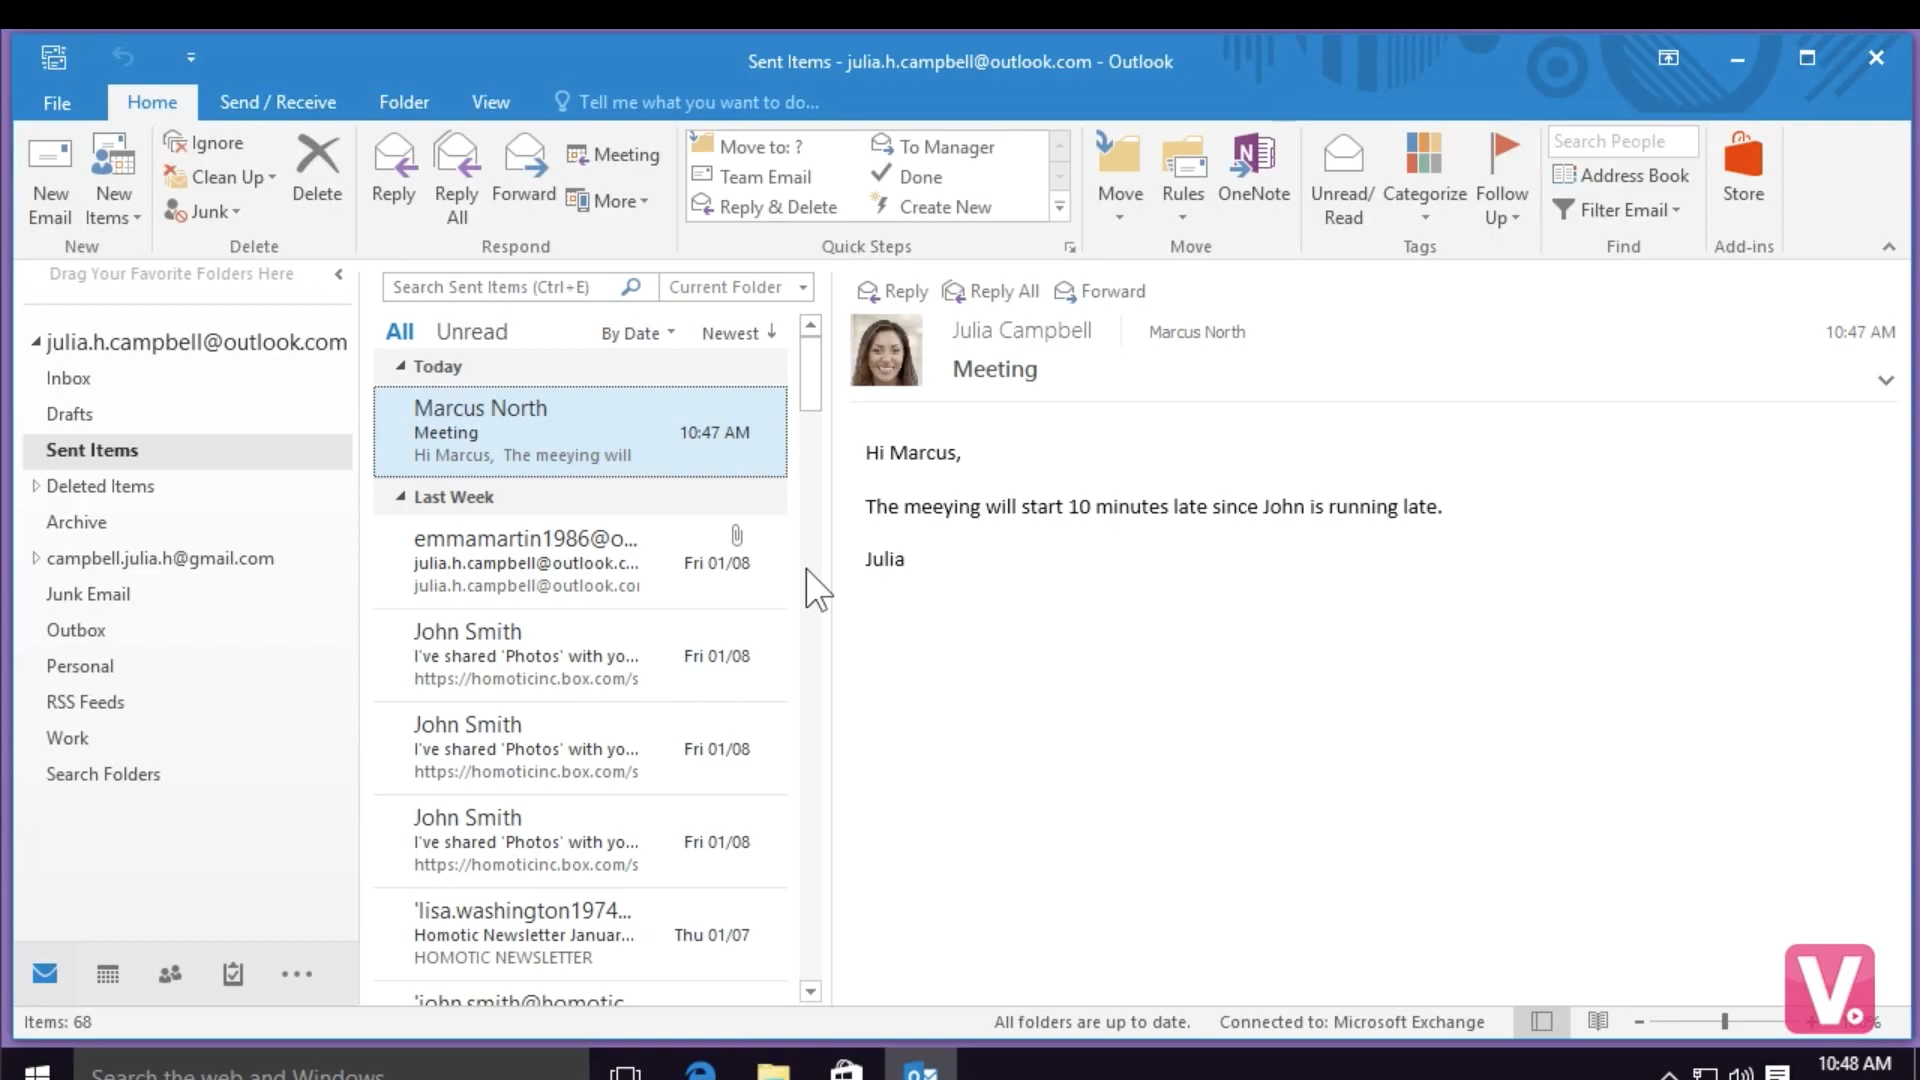 Sent Items - julia.h.campbell@outlook.com - Outlook
File Home Send / Receive Folder View Tell me what you want to do...
New Email
New Items
New
Ignore
Clean Up
Junk
Delete
Delete
Reply
Reply All
Forward
Meeting
More
Respond
Move to: ?
Team Email
Reply & Delete
To Manager
Done
Create New
Quick Steps
Move
Rules
OneNote
Move
Unread/ Read
Categorize
Follow Up
Tags
Search People
Address Book
Filter Email
Find
Store
Add-ins
Drag Your Favorite Folders Here
julia.h.campbell@outlook.com
Inbox
Drafts
Sent Items
Deleted Items
Archive
campbell.julia.h@gmail.com
Junk Email
Outbox
Personal
RSS Feeds
Work
Search Folders
Search Sent Items (Ctrl+E) Current Folder
All Unread By Date Newest
Today
Marcus North
Meeting 10:47 AM
Hi Marcus, The meeying will
Last Week
emmamartin1986@o...
julia.h.campbell@outlook.c... Fri 01/08
julia.h.campbell@outlook.co
John Smith
I've shared 'Photos' with yo... Fri 01/08
https://homoticinc.box.com/s
John Smith
I've shared 'Photos' with yo... Fri 01/08
https://homoticinc.box.com/s
John Smith
I've shared 'Photos' with yo... Fri 01/08
https://homoticinc.box.com/s
'lisa.washington1974...
Homotic Newsletter Januar... Thu 01/07
HOMOTIC NEWSLETTER
'john.smith@homotic
Reply Reply All Forward
Julia Campbell Marcus North 10:47 AM
Meeting
Hi Marcus,
The meeying will start 10 minutes late since John is running late.
Julia
Items: 68
All folders are up to date. Connected to: Microsoft Exchange
V
Search the web and Windows
10:48 AM